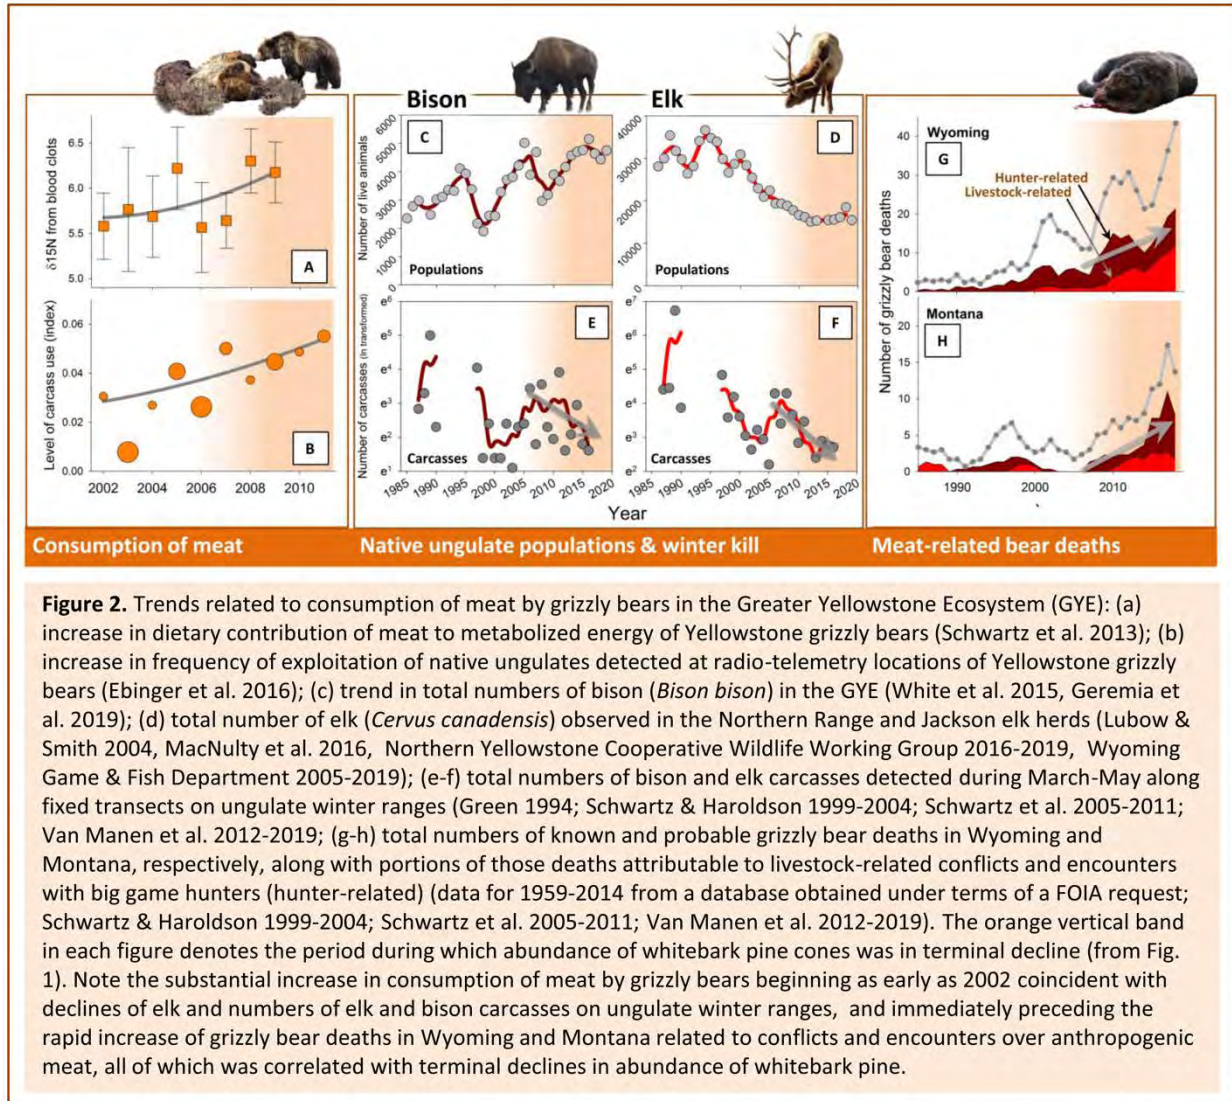 Bison
Elk
δ15N from blood clots
6.5
6.0
5.5
5.0
A
Level of carcass use (index)
0.06
0.04
0.02
0.00
B
2002
2004
2006
2008
2010
Number of live animals
6000
5000
4000
3000
2000
1000
0
C
Populations
40000
30000
20000
10000
0
D
Populations
Number of carcasses (ln transformed)
e⁶
e⁵
e⁴
e³
e²
e¹
E
Carcasses
1985
1990
1995
2000
2005
2010
2015
2020
e⁷
e⁶
e⁵
e⁴
e³
e²
F
Carcasses
1985
1990
1995
2000
2005
2010
2015
2020
Year
Number of grizzly bear deaths
40
30
20
10
0
Wyoming
G
Hunter-related
Livestock-related
20
15
10
5
0
Montana
H
1990
2000
2010
Consumption of meat
Native ungulate populations & winter kill
Meat-related bear deaths
Figure 2. Trends related to consumption of meat by grizzly bears in the Greater Yellowstone Ecosystem (GYE): (a)
increase in dietary contribution of meat to metabolized energy of Yellowstone grizzly bears (Schwartz et al. 2013); (b)
increase in frequency of exploitation of native ungulates detected at radio-telemetry locations of Yellowstone grizzly
bears (Ebinger et al. 2016); (c) trend in total numbers of bison (Bison bison) in the GYE (White et al. 2015, Geremia et
al. 2019); (d) total number of elk (Cervus canadensis) observed in the Northern Range and Jackson elk herds (Lubow &
Smith 2004, MacNulty et al. 2016, Northern Yellowstone Cooperative Wildlife Working Group 2016-2019, Wyoming
Game & Fish Department 2005-2019); (e-f) total numbers of bison and elk carcasses detected during March-May along
fixed transects on ungulate winter ranges (Green 1994; Schwartz & Haroldson 1999-2004; Schwartz et al. 2005-2011;
Van Manen et al. 2012-2019; (g-h) total numbers of known and probable grizzly bear deaths in Wyoming and
Montana, respectively, along with portions of those deaths attributable to livestock-related conflicts and encounters
with big game hunters (hunter-related) (data for 1959-2014 from a database obtained under terms of a FOIA request;
Schwartz & Haroldson 1999-2004; Schwartz et al. 2005-2011; Van Manen et al. 2012-2019). The orange vertical band
in each figure denotes the period during which abundance of whitebark pine cones was in terminal decline (from Fig.
1). Note the substantial increase in consumption of meat by grizzly bears beginning as early as 2002 coincident with
declines of elk and numbers of elk and bison carcasses on ungulate winter ranges, and immediately preceding the
rapid increase of grizzly bear deaths in Wyoming and Montana related to conflicts and encounters over anthropogenic
meat, all of which was correlated with terminal declines in abundance of whitebark pine.